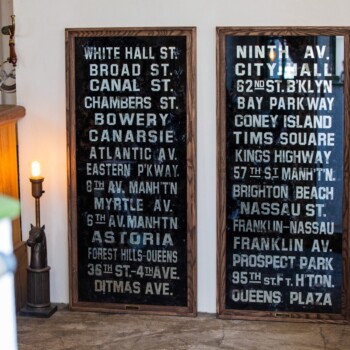 WHITE HALL ST.
BROAD ST.
CANAL ST.
CHAMBERS ST.
BOWERY
CANARSIE
ATLANTIC AV.
EASTERN P'KWAY.
8TH AV. MANH'TN
MYRTLE AV.
6TH AV. MANHTN
ASTORIA
FOREST HILLS-QUEENS
36TH ST.-4TH AVE.
DITMAS AVE.
NINTH AV.
CITY HALL
62ND ST. B'KLYN
BAY PARKWAY
CONEY ISLAND
TIMS SQUARE
KINGS HIGHWAY
57TH ST. MANH'T'N.
BRIGHTON BEACH
NASSAU ST.
FRANKLIN-NASSAU
FRANKLIN AV.
PROSPECT PARK
95TH ST. FT. H'TON.
QUEENS PLAZA